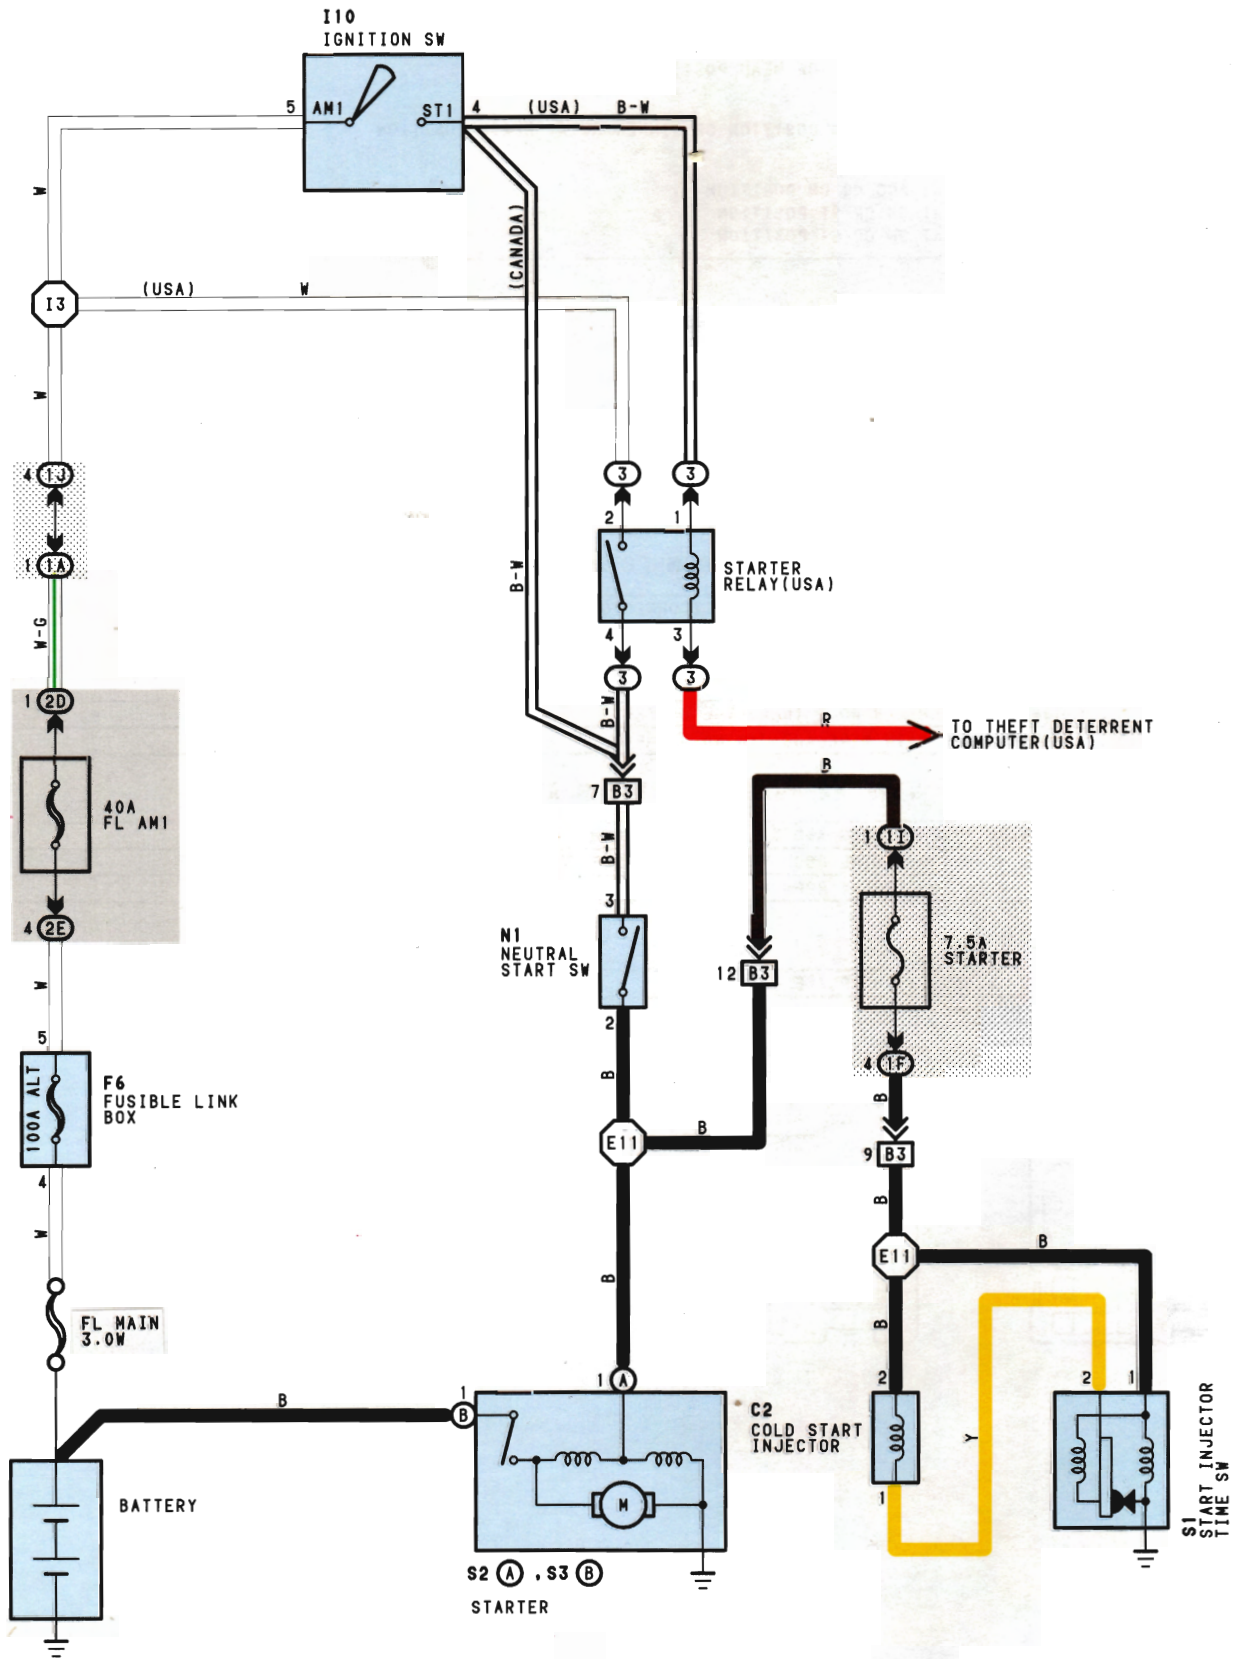 I10
IGNITION SW
5 AM1 ST1 4 (USA) B-W
W
(CANADA)
I3 (USA) W
W
4 1J
3 3
2 1
1 1A
B-W
STARTER
RELAY(USA)
W-G
4 3
3 3
1 2D
B-W
R
TO THEFT DETERRENT
COMPUTER(USA)
B
7 B3
40A
FL AM1
B-W
1 1I
3
4 2E
N1
NEUTRAL
START SW
7.5A
STARTER
12 B3
W
2
5
100A ALT
F6
FUSIBLE LINK
BOX
B
4 1F
B
E11 B
9 B3
4
B
W
E11 B
B
FL MAIN
3.0W
B
1 A
2
2 1
B
1 B
C2
COLD START
INJECTOR
Y
S1
START INJECTOR
TIME SW
BATTERY
M
1
S2 A , S3 B
STARTER